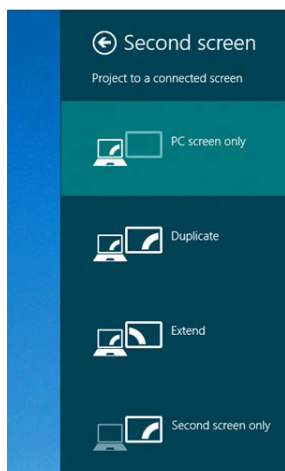 Second screen
Project to a connected screen
PC screen only
Duplicate
Extend
Second screen only